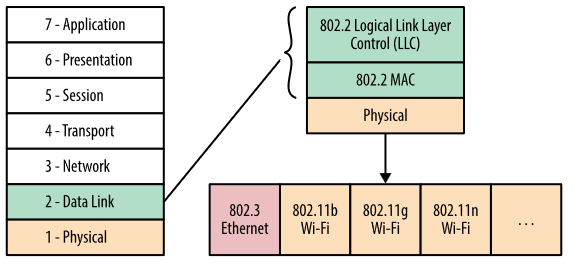 7 - Application
6 - Presentation
5 - Session
4 - Transport
3 - Network
2 - Data Link
1 - Physical
802.2 Logical Link Layer
Control (LLC)
802.2 MAC
Physical
802.3
Ethernet
802.11b
Wi-Fi
802.11g
Wi-Fi
802.11n
Wi-Fi
...